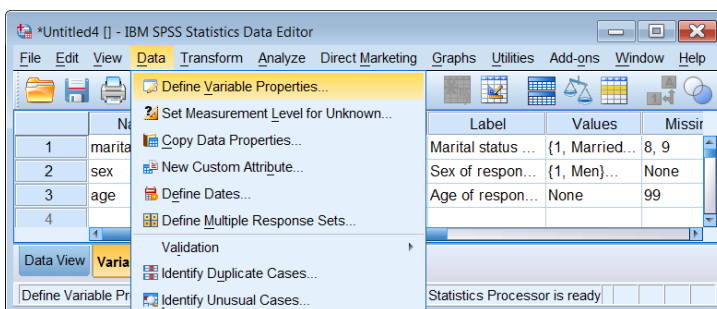 *Untitled4 [] - IBM SPSS Statistics Data Editor
File Edit View Data Transform Analyze Direct Marketing Graphs Utilities Add-ons Window Help
Define Variable Properties...
Set Measurement Level for Unknown...
Copy Data Properties...
New Custom Attribute...
Define Dates...
Define Multiple Response Sets...
Validation
Identify Duplicate Cases...
Identify Unusual Cases...
Na Label Values Missin
1 marita Marital status ... {1, Married... 8, 9
2 sex Sex of respon... {1, Men}... None
3 age Age of respon... None 99
4
Data View Varia
Define Variable Pr Statistics Processor is ready